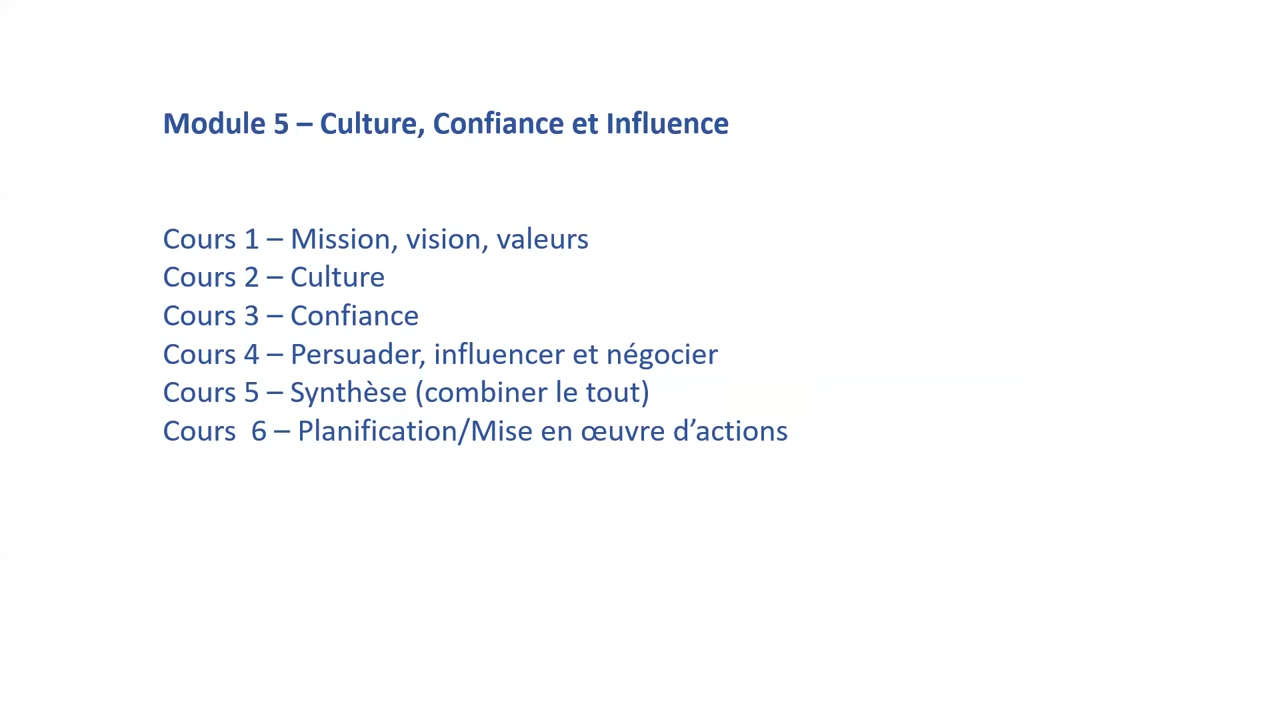 Module 5 – Culture, Confiance et Influence
Cours 1 – Mission, vision, valeurs
Cours 2 – Culture
Cours 3 – Confiance
Cours 4 – Persuader, influencer et négocier
Cours 5 – Synthèse (combiner le tout)
Cours  6 – Planification/Mise en œuvre d’actions